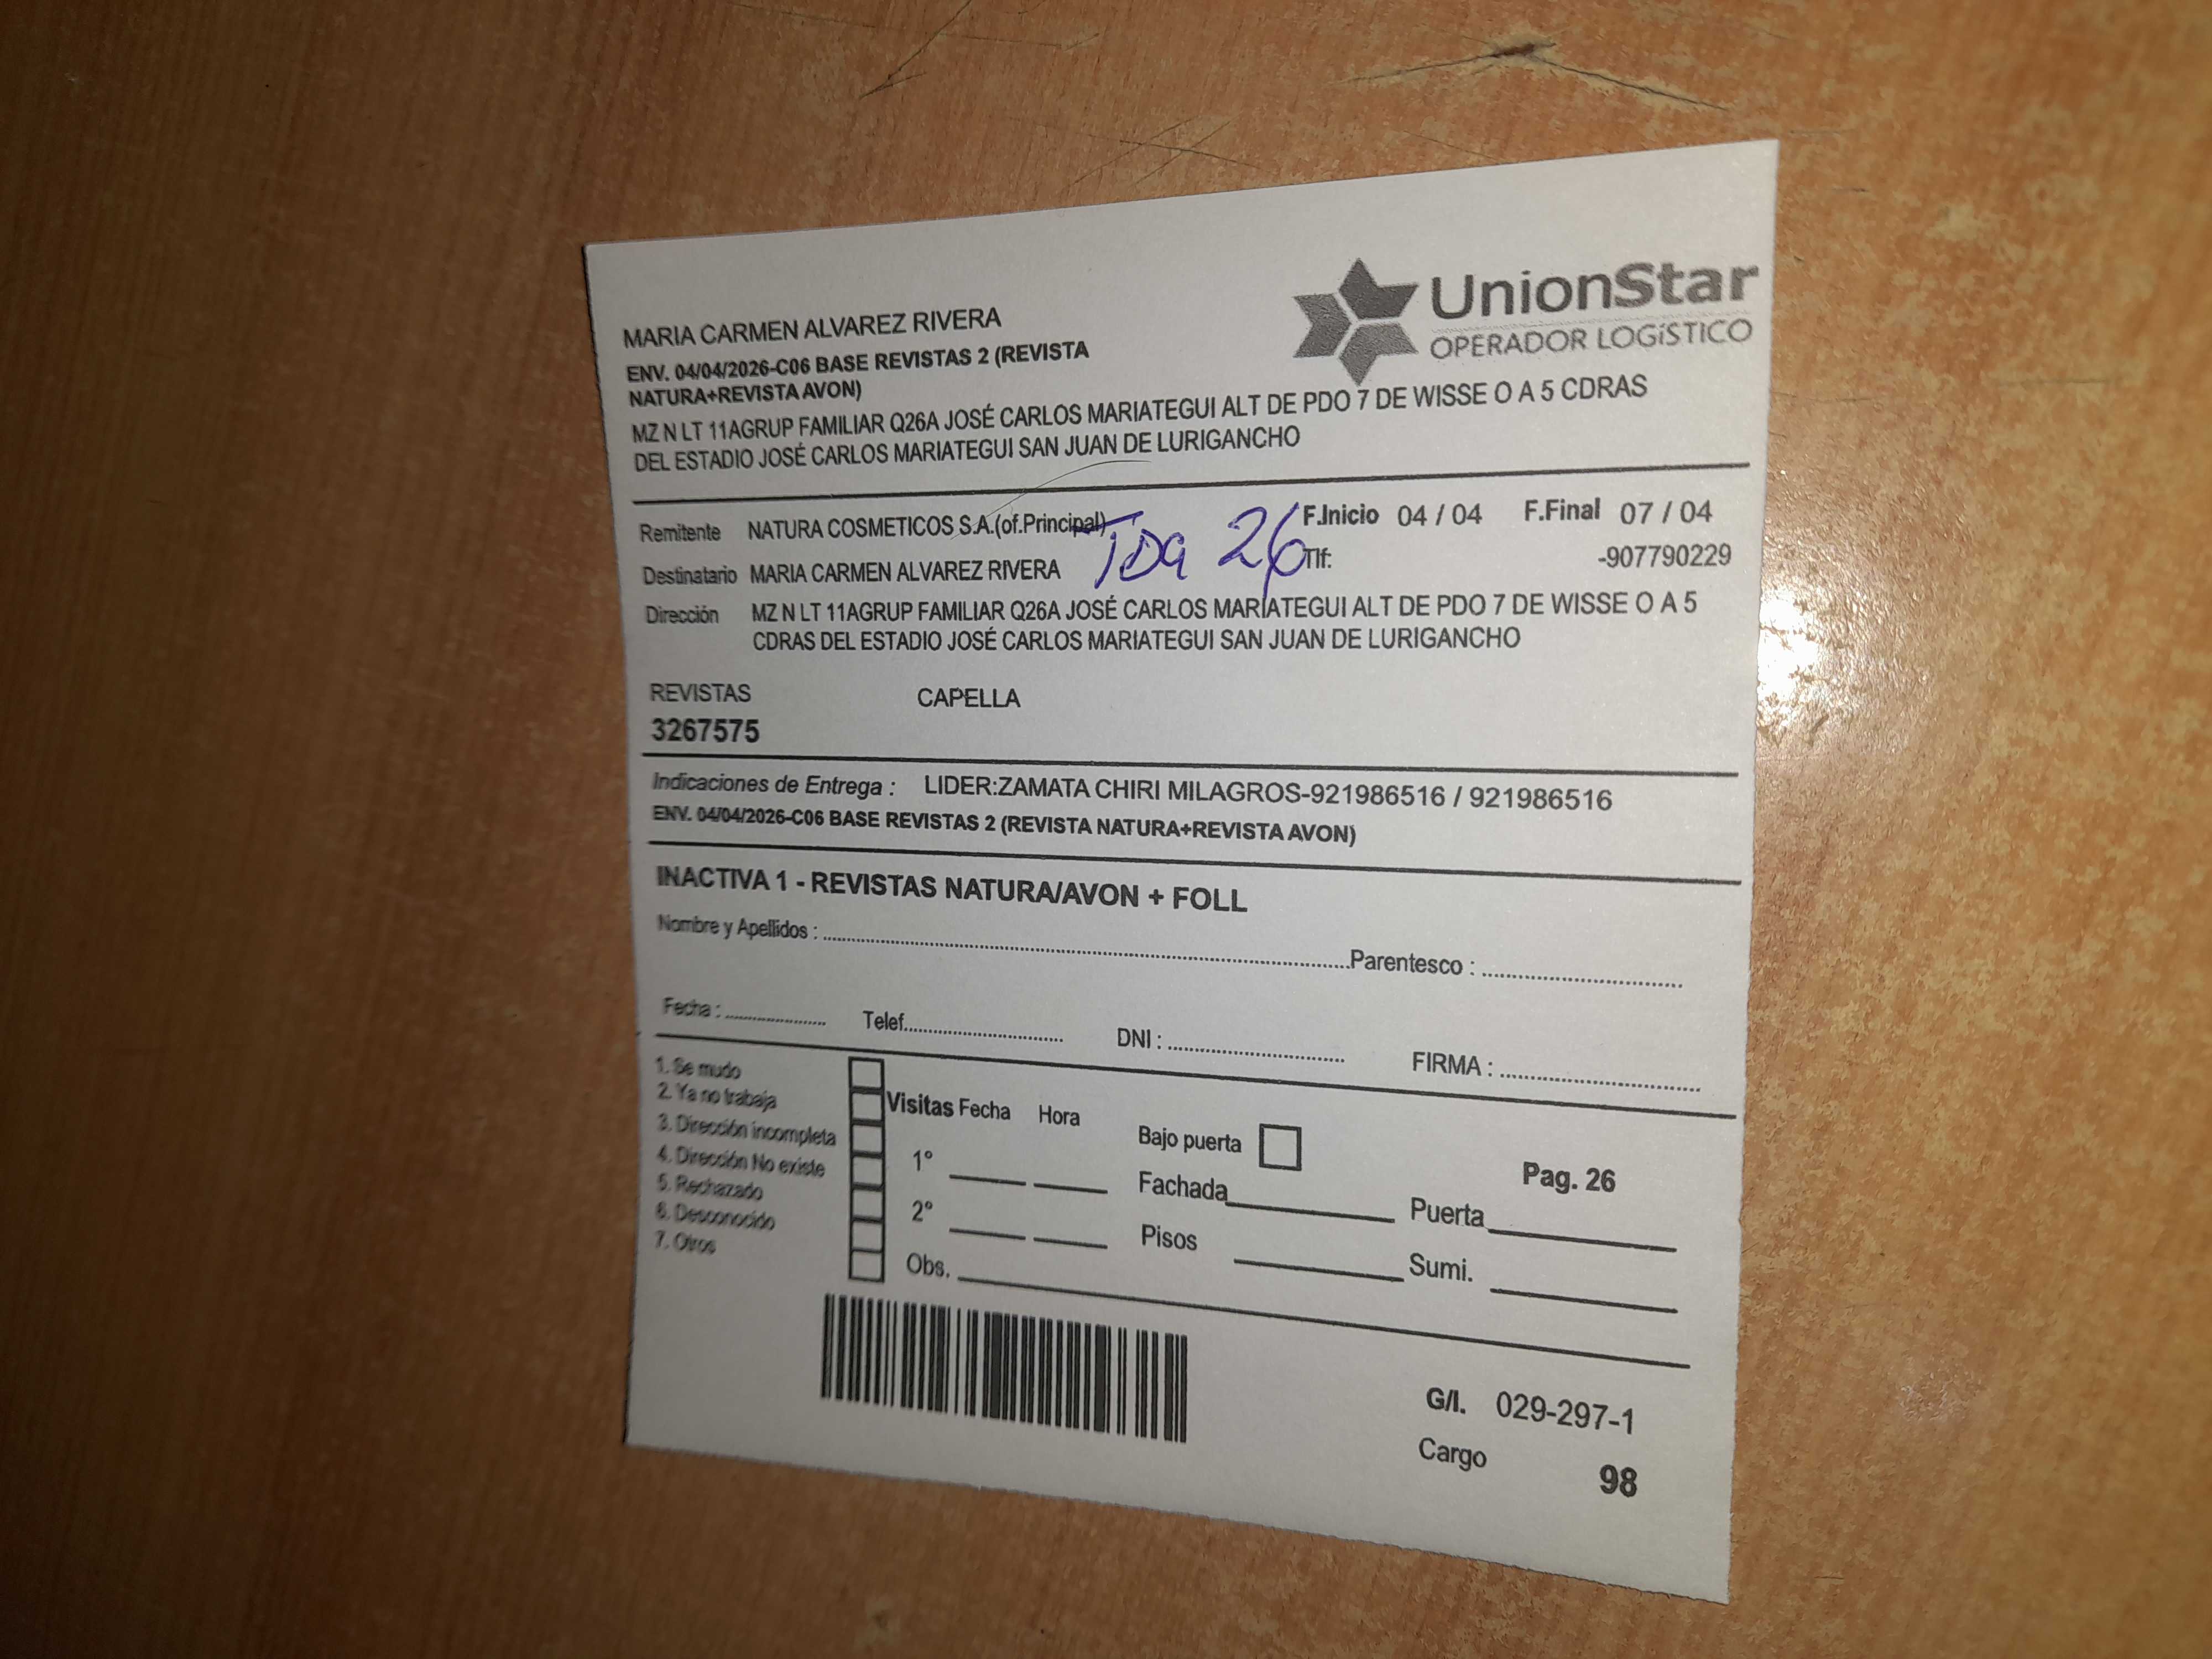 UnionStar
OPERADOR LOGíSTICO
MARIA CARMEN ALVAREZ RIVERA
ENV. 04/04/2026-C06 BASE REVISTAS 2 (REVISTA
NATURA+REVISTA AVON)
MZ N LT 11AGRUP FAMILIAR Q26A JOSÉ CARLOS MARIATEGUI ALT DE PDO 7 DE WISSE O A 5 CDRAS
DEL ESTADIO JOSÉ CARLOS MARIATEGUI SAN JUAN DE LURIGANCHO
Remitente NATURA COSMETICOS S.A.(of.Principal) F.Inicio 04 / 04 F.Final 07 / 04
TDa 26
Destinatario MARIA CARMEN ALVAREZ RIVERA Tlf: -907790229
Dirección MZ N LT 11AGRUP FAMILIAR Q26A JOSÉ CARLOS MARIATEGUI ALT DE PDO 7 DE WISSE O A 5
CDRAS DEL ESTADIO JOSÉ CARLOS MARIATEGUI SAN JUAN DE LURIGANCHO
REVISTAS CAPELLA
3267575
Indicaciones de Entrega : LIDER:ZAMATA CHIRI MILAGROS-921986516 / 921986516
ENV. 04/04/2026-C06 BASE REVISTAS 2 (REVISTA NATURA+REVISTA AVON)
INACTIVA 1 - REVISTAS NATURA/AVON + FOLL
Nombre y Apellidos : Parentesco :
Fecha : Telef. DNI : FIRMA :
1. Se mudo
2. Ya no trabaja
3. Dirección incompleta
4. Dirección No existe
5. Rechazado
6. Desconocido
7. Otros
Visitas Fecha Hora
1°
2°
Obs.
Bajo puerta
Fachada
Pisos
Pag. 26
Puerta
Sumi.
G/I. 029-297-1
Cargo 98